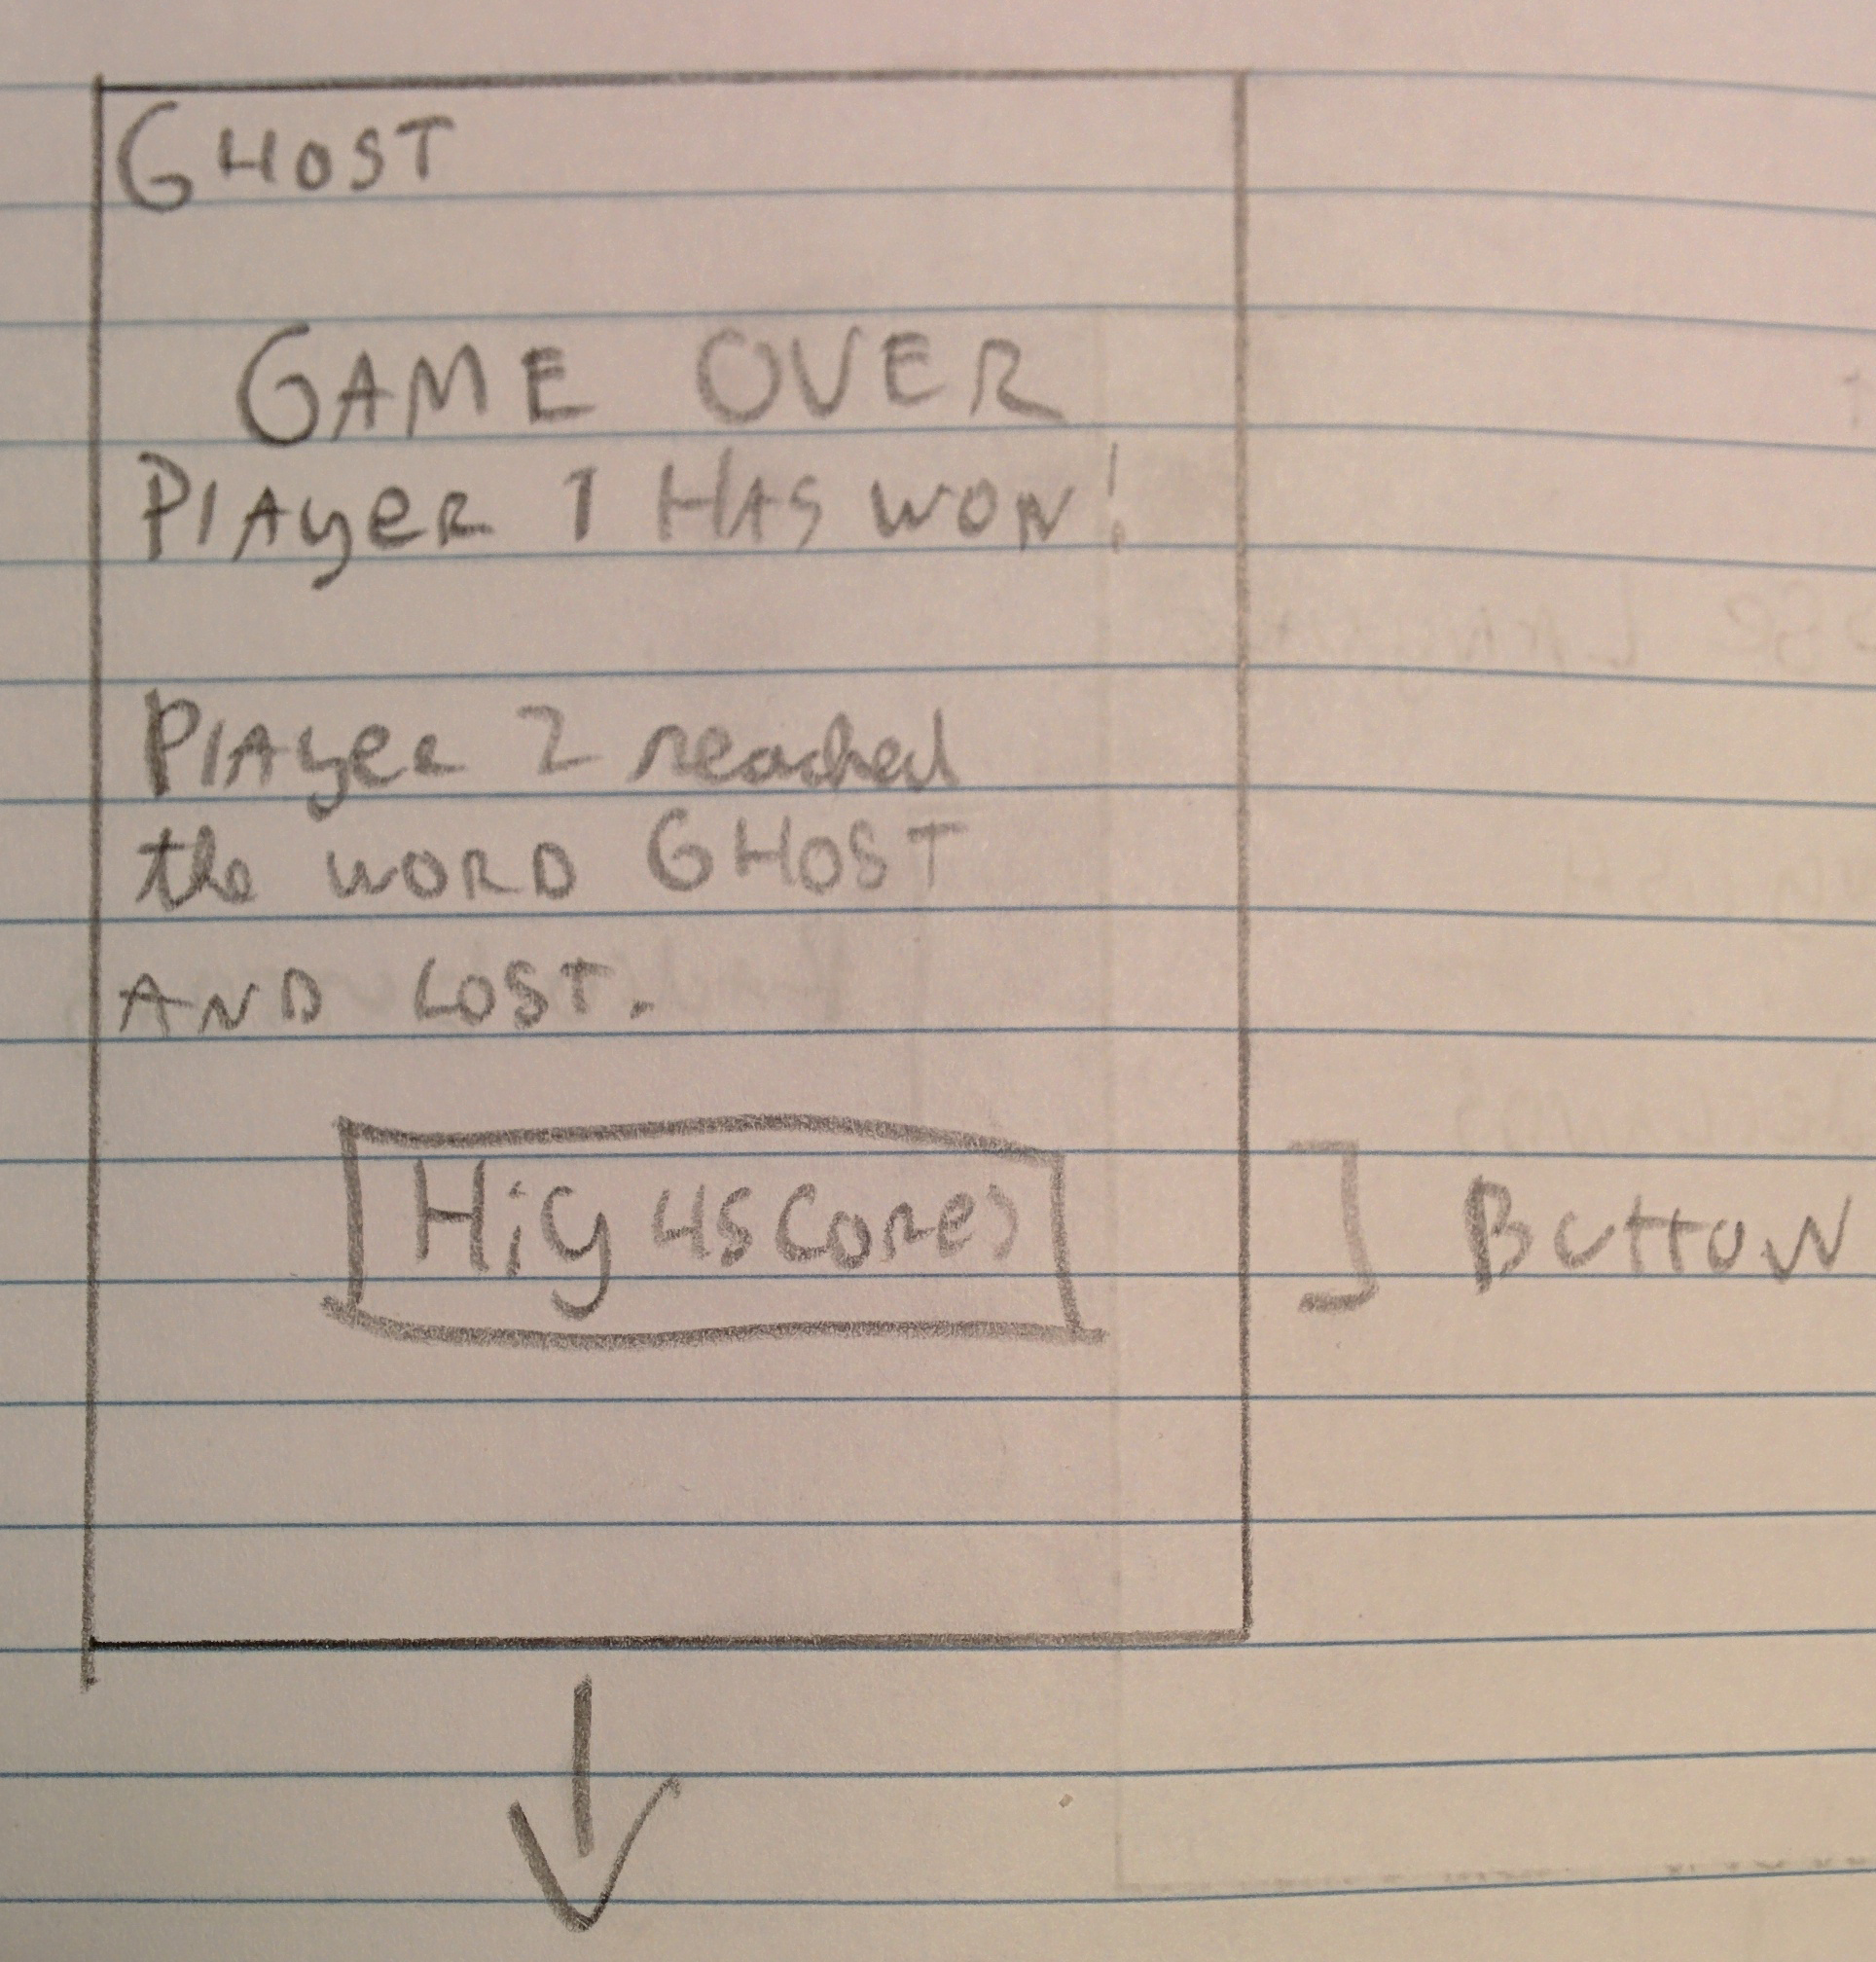 GHOST
GAME OVER
PlAyeR 1 HAS WON!
PlAyeR 2 reached
the WORD GHOST
AND LOST.
HigHscores
Button